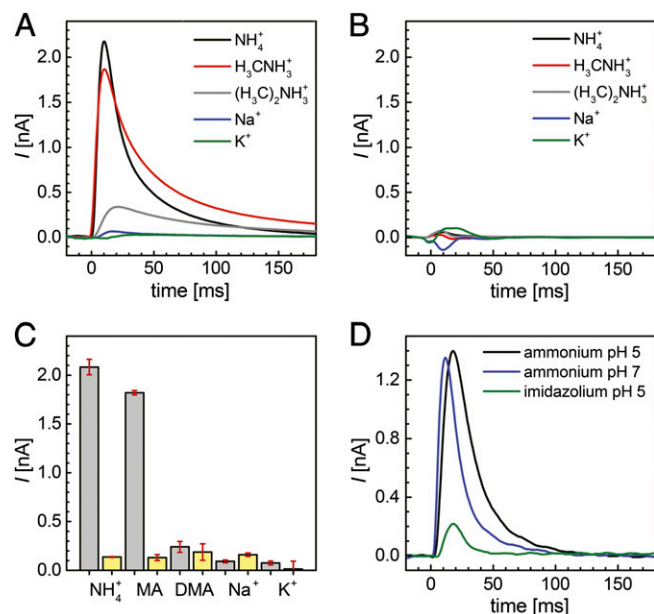 A
I [nA]
2.0
1.5
1.0
0.5
0.0
NH₄⁺
H₃CNH₃⁺
(H₃C)₂NH₃⁺
Na⁺
K⁺
0 50 100 150
time [ms]
B
I [nA]
2.0
1.5
1.0
0.5
0.0
NH₄⁺
H₃CNH₃⁺
(H₃C)₂NH₃⁺
Na⁺
K⁺
0 50 100 150
time [ms]
C
I [nA]
2.0
1.5
1.0
0.5
0.0
NH₄⁺ MA DMA Na⁺ K⁺
D
I [nA]
1.2
0.8
0.4
0.0
ammonium pH 5
ammonium pH 7
imidazolium pH 5
0 50 100 150
time [ms]